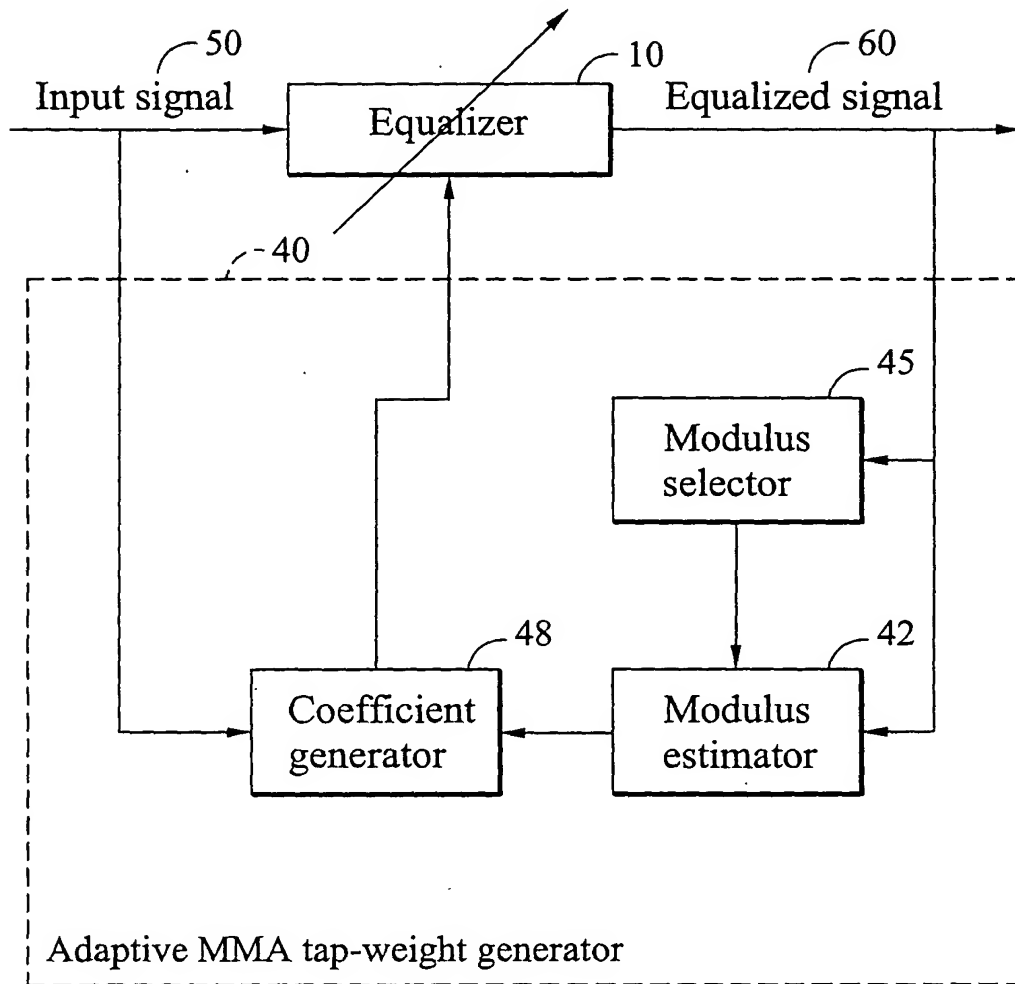 50
60
10
Input signal
Equalizer
Equalized signal
40
45
Modulus
selector
48
42
Coefficient
generator
Modulus
estimator
Adaptive MMA tap-weight generator